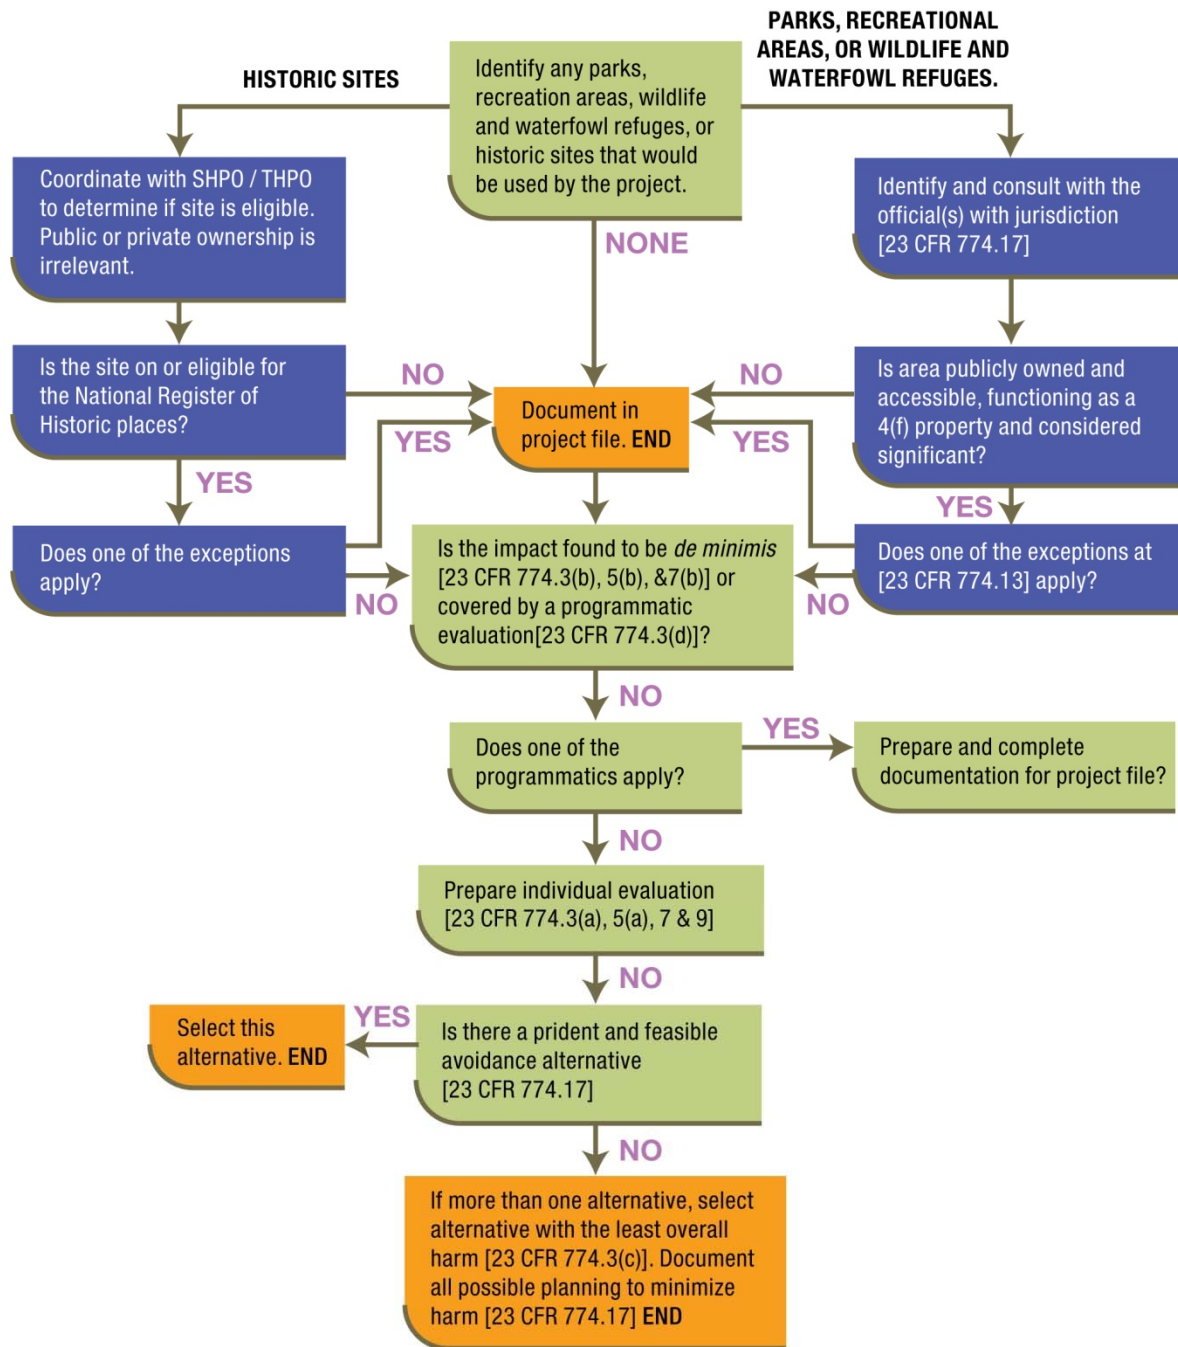 PARKS, RECREATIONAL
AREAS, OR WILDLIFE AND
WATERFOWL REFUGES.
HISTORIC SITES
Identify any parks,
recreation areas, wildlife
and waterfowl refuges, or
historic sites that would
be used by the project.
Coordinate with SHPO / THPO
to determine if site is eligible.
Public or private ownership is
irrelevant.
Identify and consult with the
official(s) with jurisdiction
[23 CFR 774.17]
NONE
Is the site on or eligible for
the National Register of
Historic places?
NO
YES
Document in
project file. END
NO
YES
Is area publicly owned and
accessible, functioning as a
4(f) property and considered
significant?
YES
YES
Does one of the exceptions
apply?
NO
Is the impact found to be de minimis
[23 CFR 774.3(b), 5(b), &7(b)] or
covered by a programmatic
evaluation[23 CFR 774.3(d)]?
Does one of the exceptions at
[23 CFR 774.13] apply?
NO
NO
Does one of the
programmatics apply?
YES
Prepare and complete
documentation for project file?
NO
Prepare individual evaluation
[23 CFR 774.3(a), 5(a), 7 & 9]
NO
Is there a prident and feasible
avoidance alternative
[23 CFR 774.17]
YES
Select this
alternative. END
NO
If more than one alternative, select
alternative with the least overall
harm [23 CFR 774.3(c)]. Document
all possible planning to minimize
harm [23 CFR 774.17] END